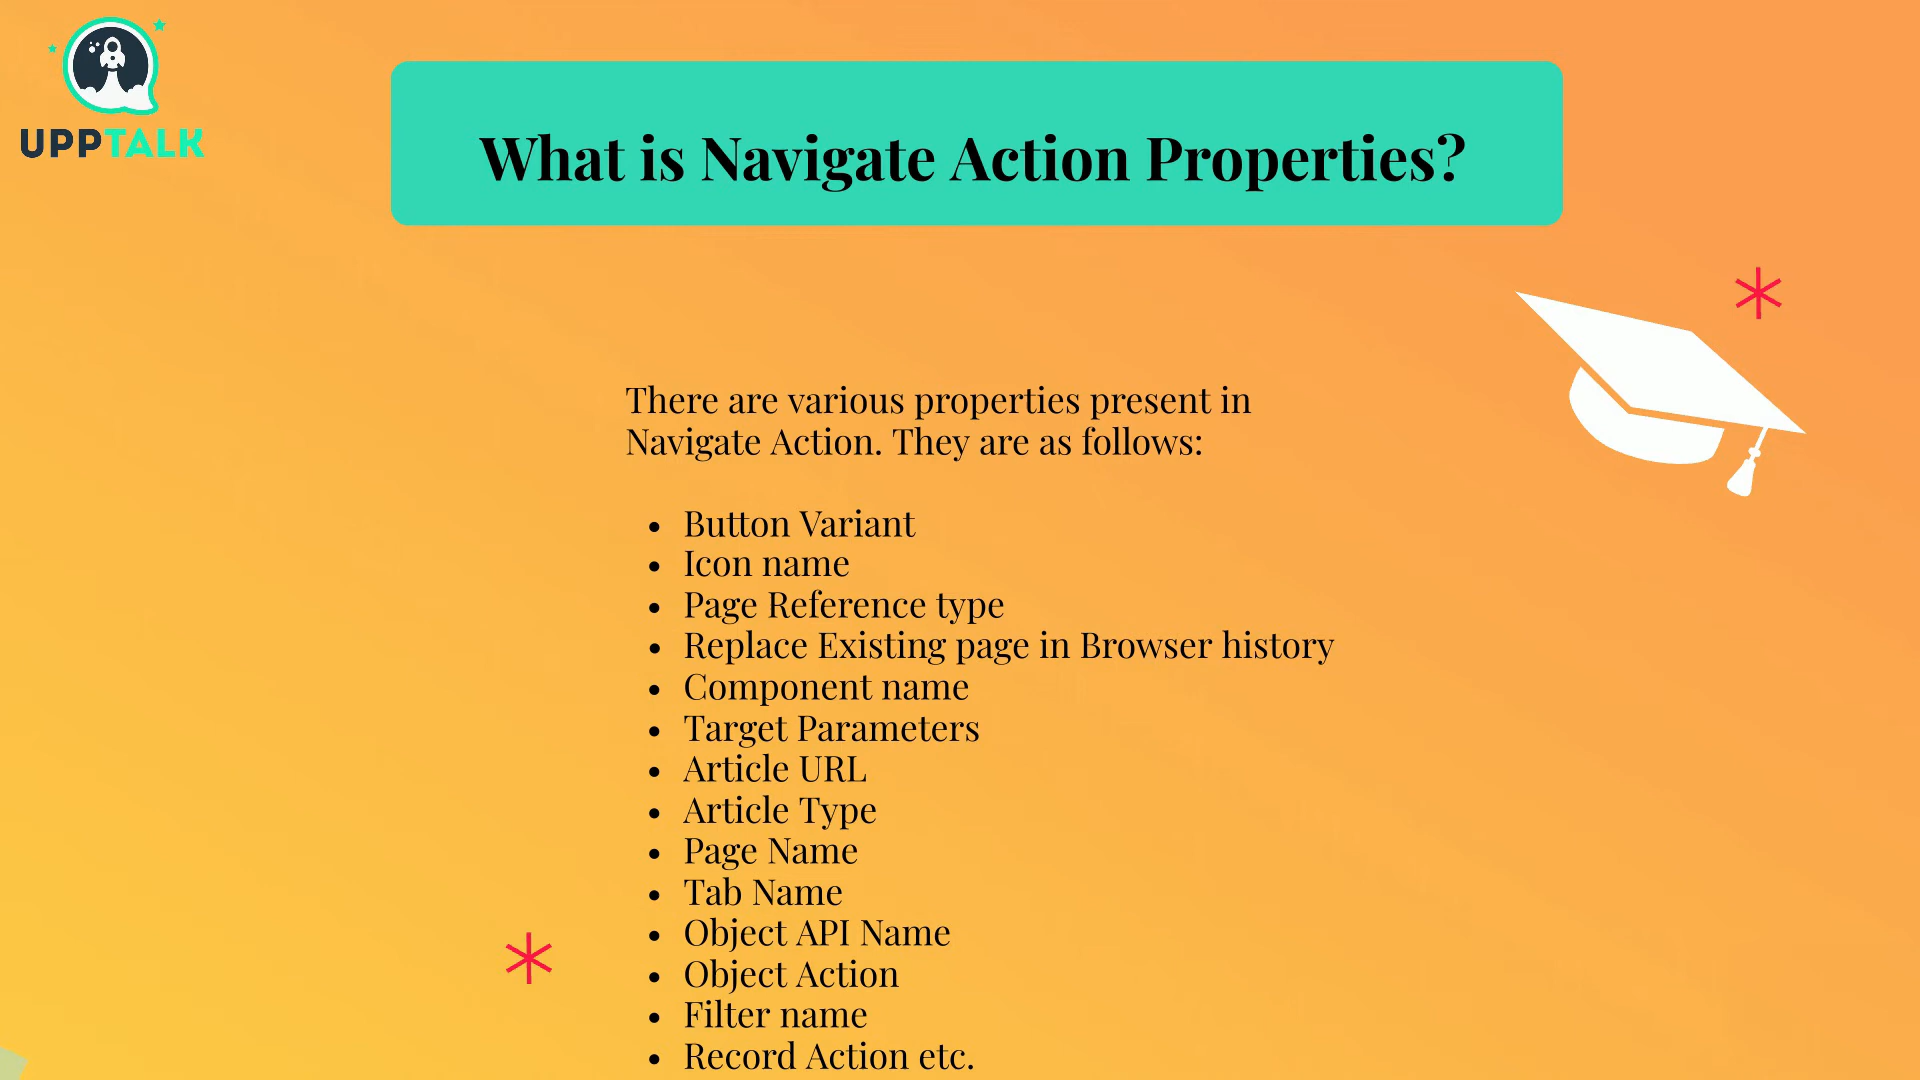 UPPTALK
What is Navigate Action Properties?
There are various properties present in
Navigate Action. They are as follows:
• Button Variant
• Icon name
• Page Reference type
• Replace Existing page in Browser history
• Component name
• Target Parameters
• Article URL
• Article Type
• Page Name
• Tab Name
• Object API Name
• Object Action
• Filter name
• Record Action etc.